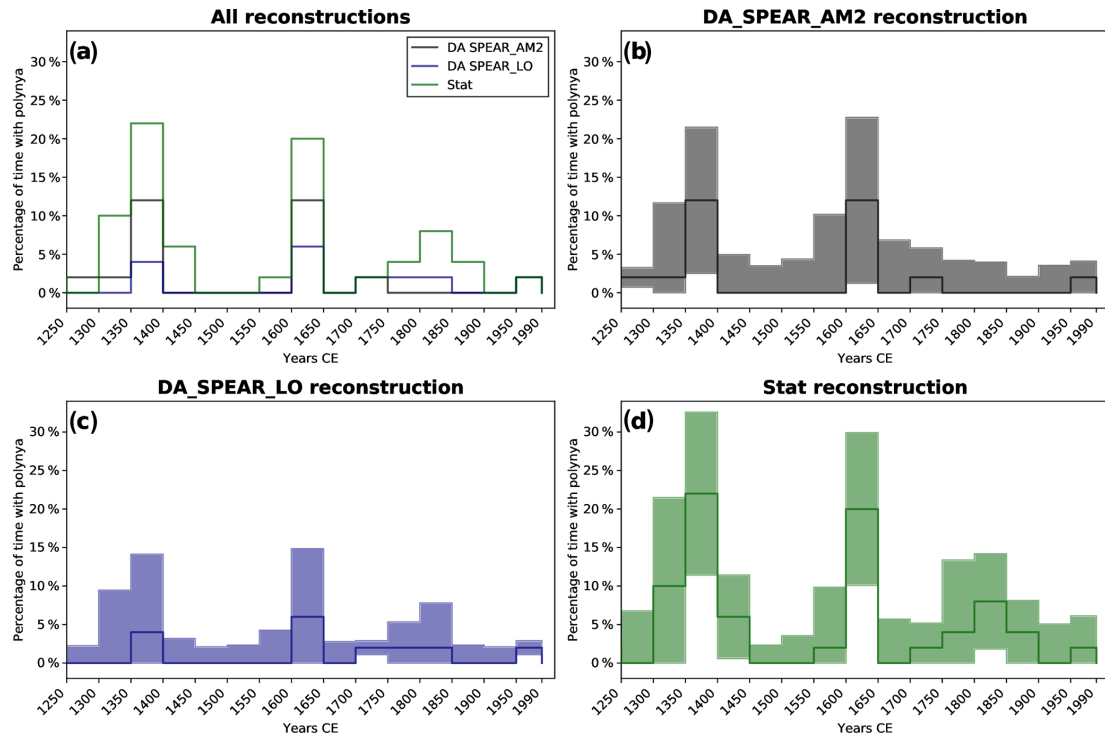 All reconstructions
(a)
DA SPEAR_AM2
DA SPEAR_LO
Stat
Percentage of time with polynya
30 %
25 %
20 %
15 %
10 %
5 %
0 %
1250 1300 1350 1400 1450 1500 1550 1600 1650 1700 1750 1800 1850 1900 1950 1990
Years CE
DA_SPEAR_AM2 reconstruction
(b)
Percentage of time with polynya
30 %
25 %
20 %
15 %
10 %
5 %
0 %
1250 1300 1350 1400 1450 1500 1550 1600 1650 1700 1750 1800 1850 1900 1950 1990
Years CE
DA_SPEAR_LO reconstruction
(c)
Percentage of time with polynya
30 %
25 %
20 %
15 %
10 %
5 %
0 %
1250 1300 1350 1400 1450 1500 1550 1600 1650 1700 1750 1800 1850 1900 1950 1990
Years CE
Stat reconstruction
(d)
Percentage of time with polynya
30 %
25 %
20 %
15 %
10 %
5 %
0 %
1250 1300 1350 1400 1450 1500 1550 1600 1650 1700 1750 1800 1850 1900 1950 1990
Years CE